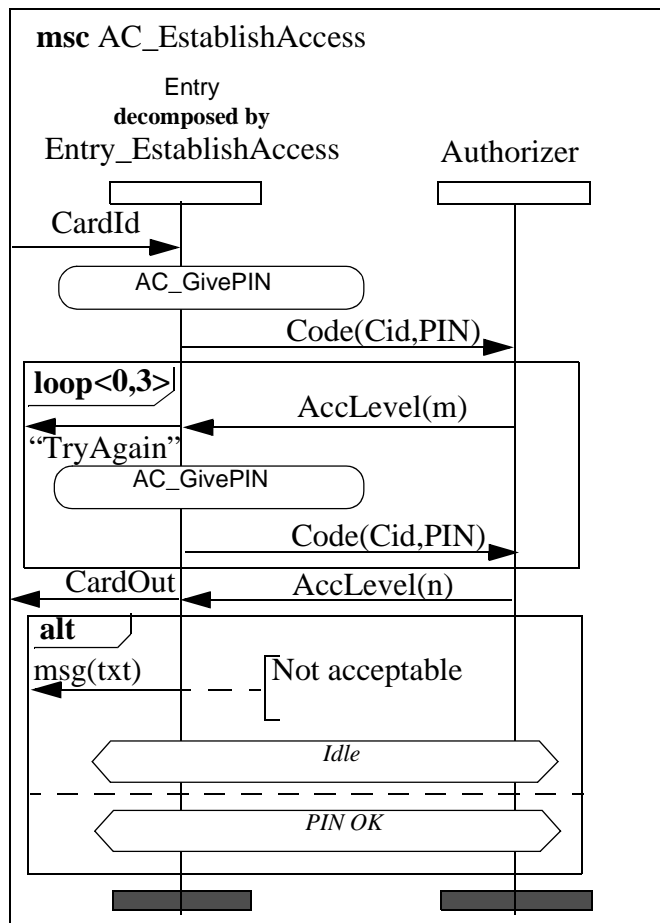 msc AC_EstablishAccess
Entry
decomposed by
Entry_EstablishAccess
Authorizer
CardId
AC_GivePIN
Code(Cid,PIN)
loop<0,3>
AccLevel(m)
“TryAgain”
AC_GivePIN
Code(Cid,PIN)
CardOut
AccLevel(n)
alt
msg(txt)
Not acceptable
Idle
PIN OK